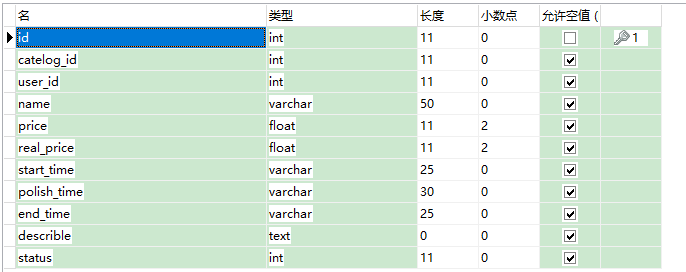 名 类型 长度 小数点 允许空值 (
id int 11 0 1
catelog_id int 11 0
user_id int 11 0
name varchar 50 0
price float 11 2
real_price float 11 2
start_time varchar 25 0
polish_time varchar 30 0
end_time varchar 25 0
describle text 0 0
status int 11 0